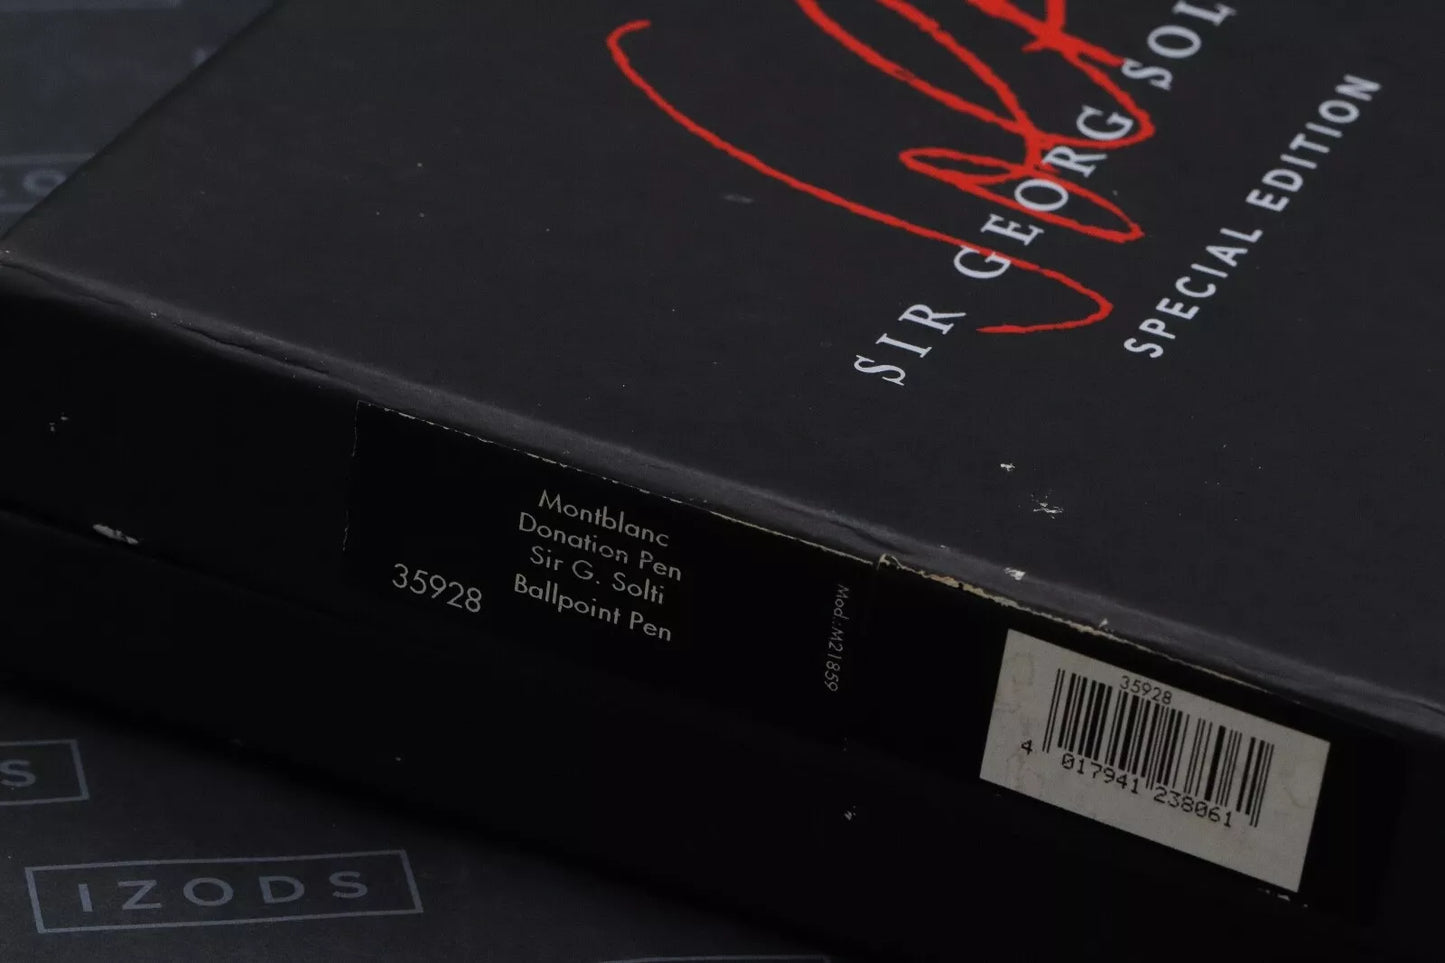 SIR GEORG SOL
SPECIAL EDITION
35928
Montblanc
Donation Pen
Sir G. Solti
Ballpoint Pen
Mod.:M21859
35928
4 017941 238061
IZODS